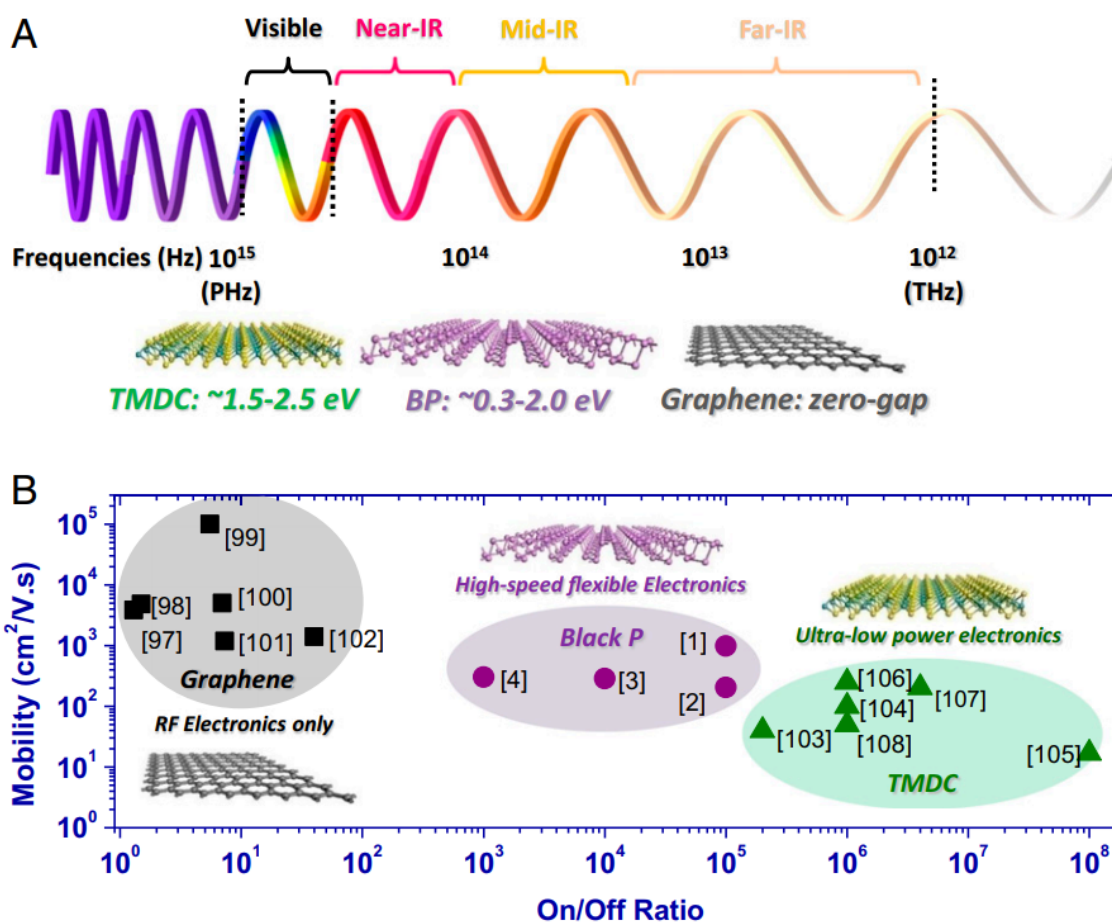 A
Visible Near-IR Mid-IR Far-IR
Frequencies (Hz) 10¹⁵ 10¹⁴ 10¹³ 10¹²
(PHz) (THz)
TMDC: ~1.5-2.5 eV BP: ~0.3-2.0 eV Graphene: zero-gap
B
Mobility (cm²/V.s)
10⁵
10⁴
10³
10²
10¹
10⁰
[99]
[98]
[100]
[97]
[101]
[102]
Graphene
RF Electronics only
High-speed flexible Electronics
Black P
[1]
[4]
[3]
[2]
Ultra-low power electronics
[106]
[107]
[104]
[103]
[108]
[105]
TMDC
10⁰ 10¹ 10² 10³ 10⁴ 10⁵ 10⁶ 10⁷ 10⁸
On/Off Ratio